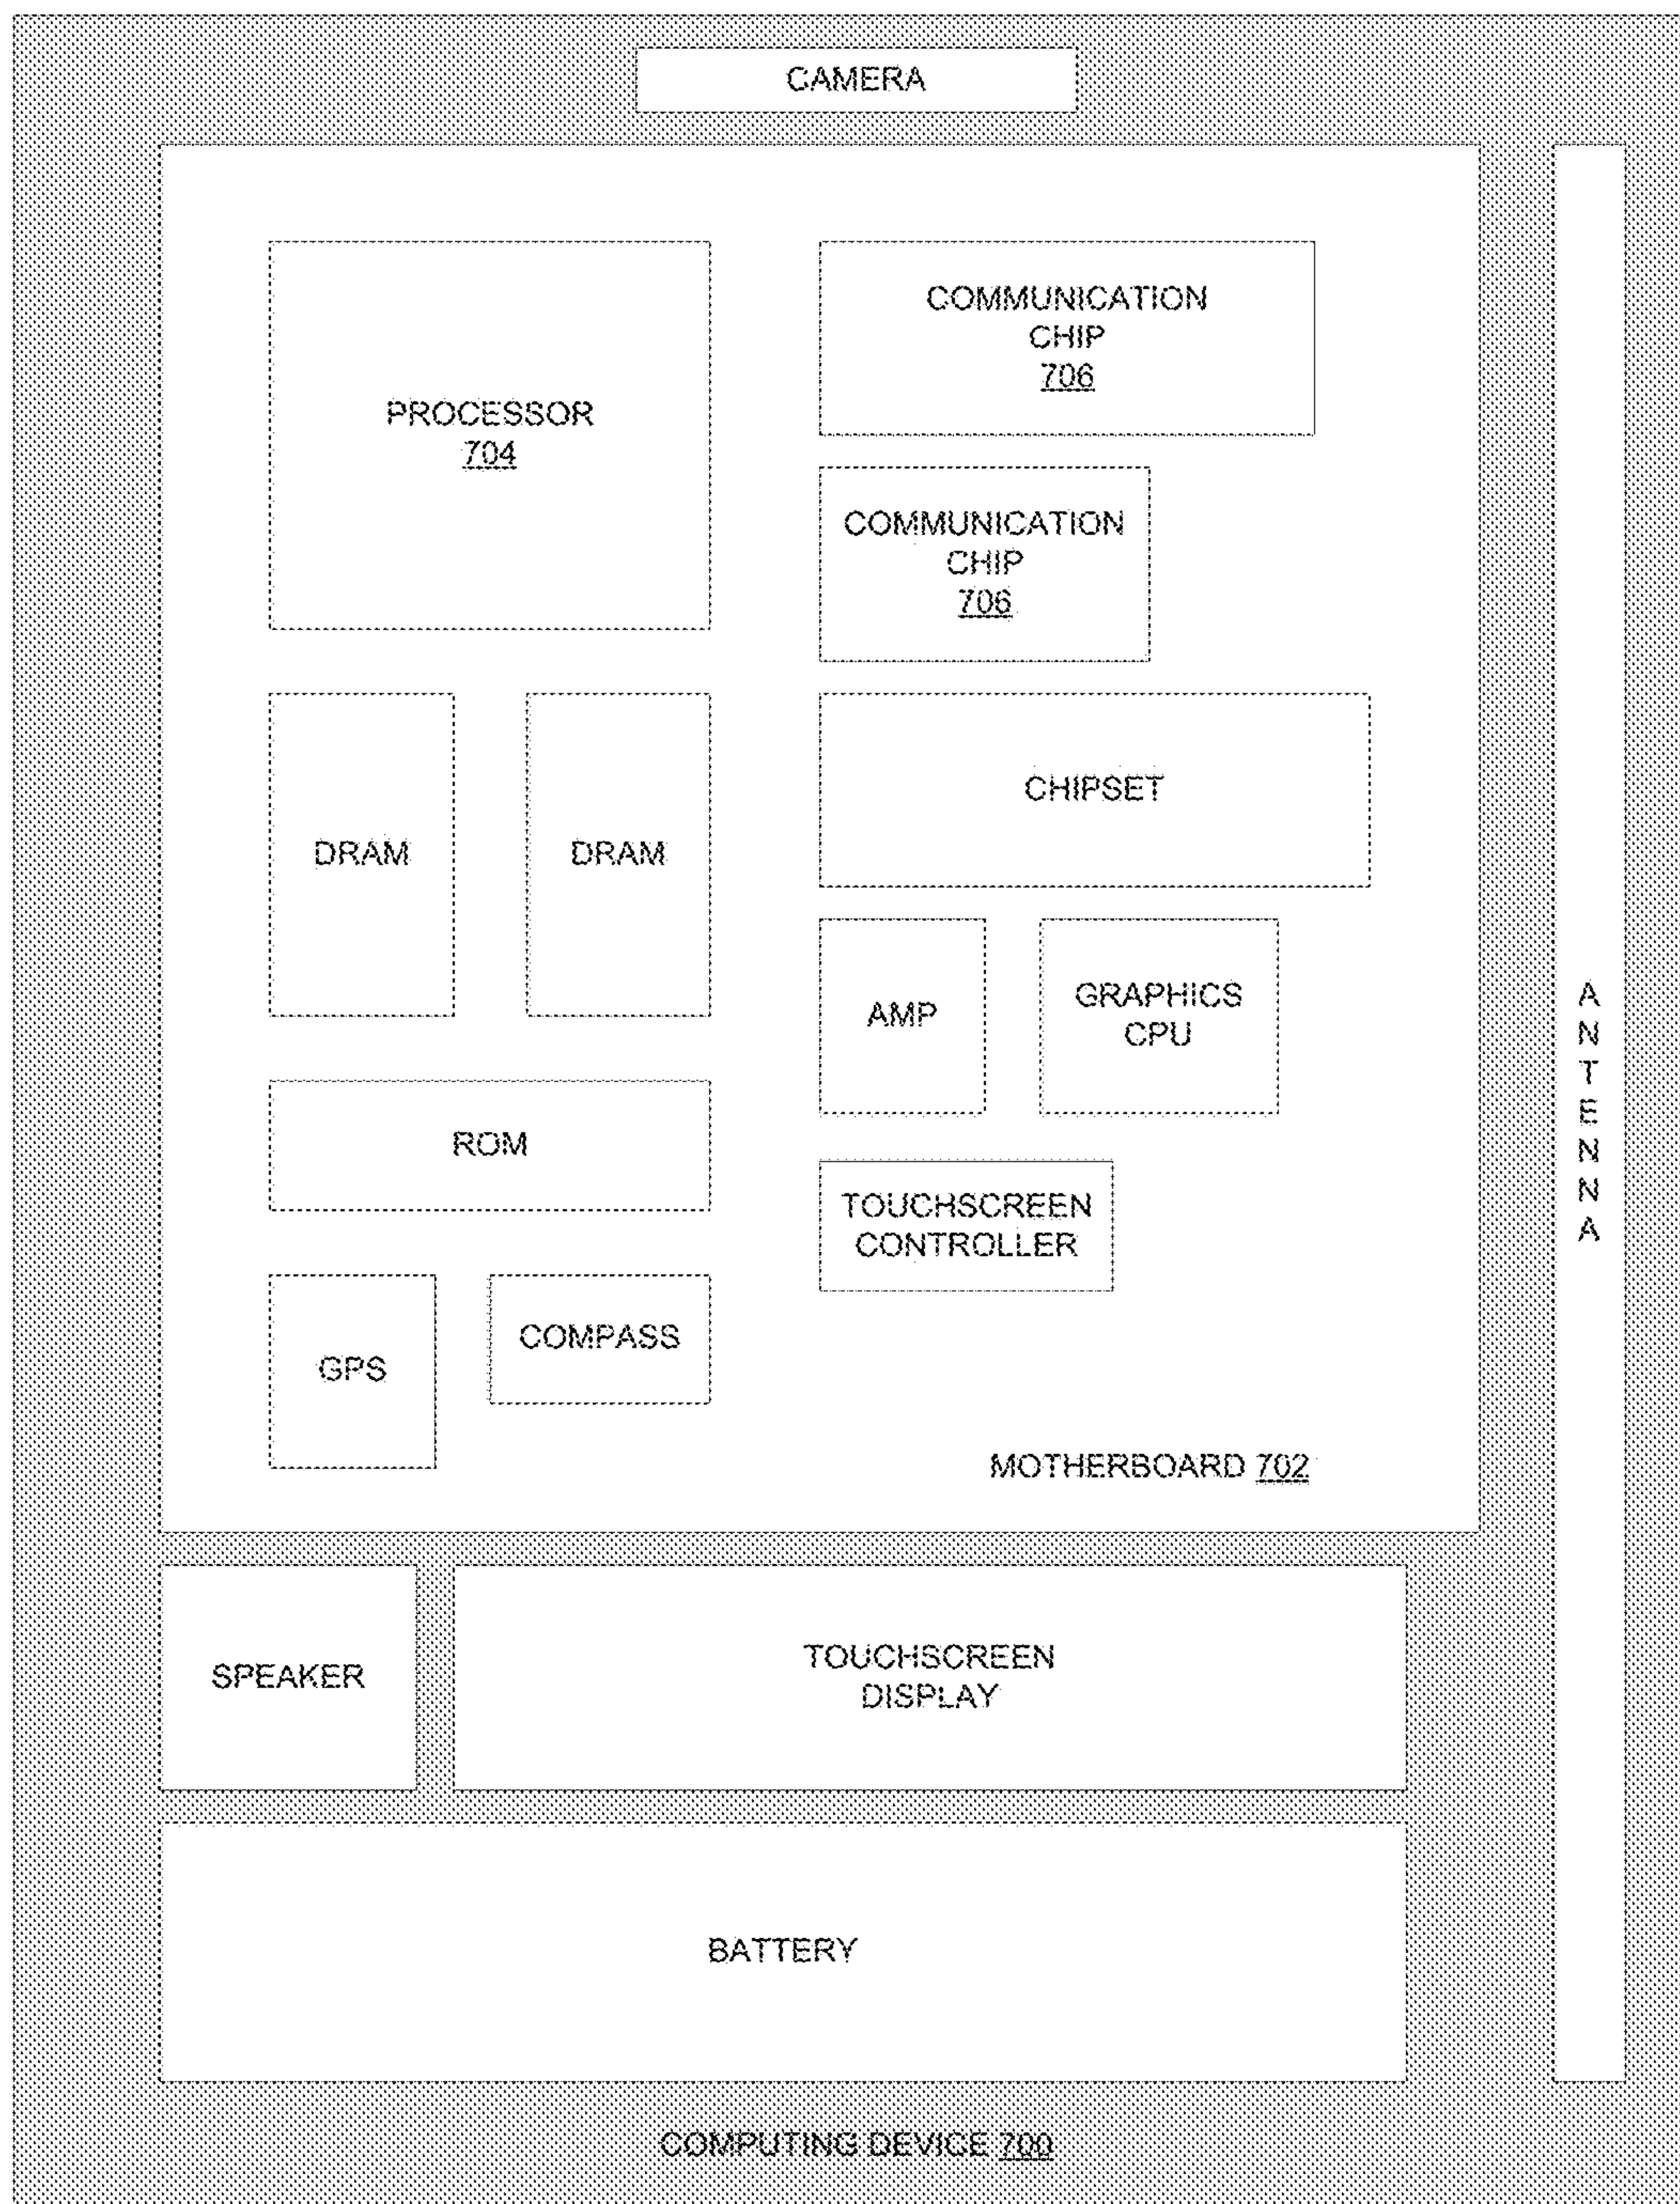 CAMERA
PROCESSOR
704
COMMUNICATION
CHIP
706
COMMUNICATION
CHIP
706
DRAM
DRAM
CHIPSET
AMP
GRAPHICS
CPU
ROM
TOUCHSCREEN
CONTROLLER
GPS
COMPASS
MOTHERBOARD 702
ANTENNA
SPEAKER
TOUCHSCREEN
DISPLAY
BATTERY
COMPUTING DEVICE 700